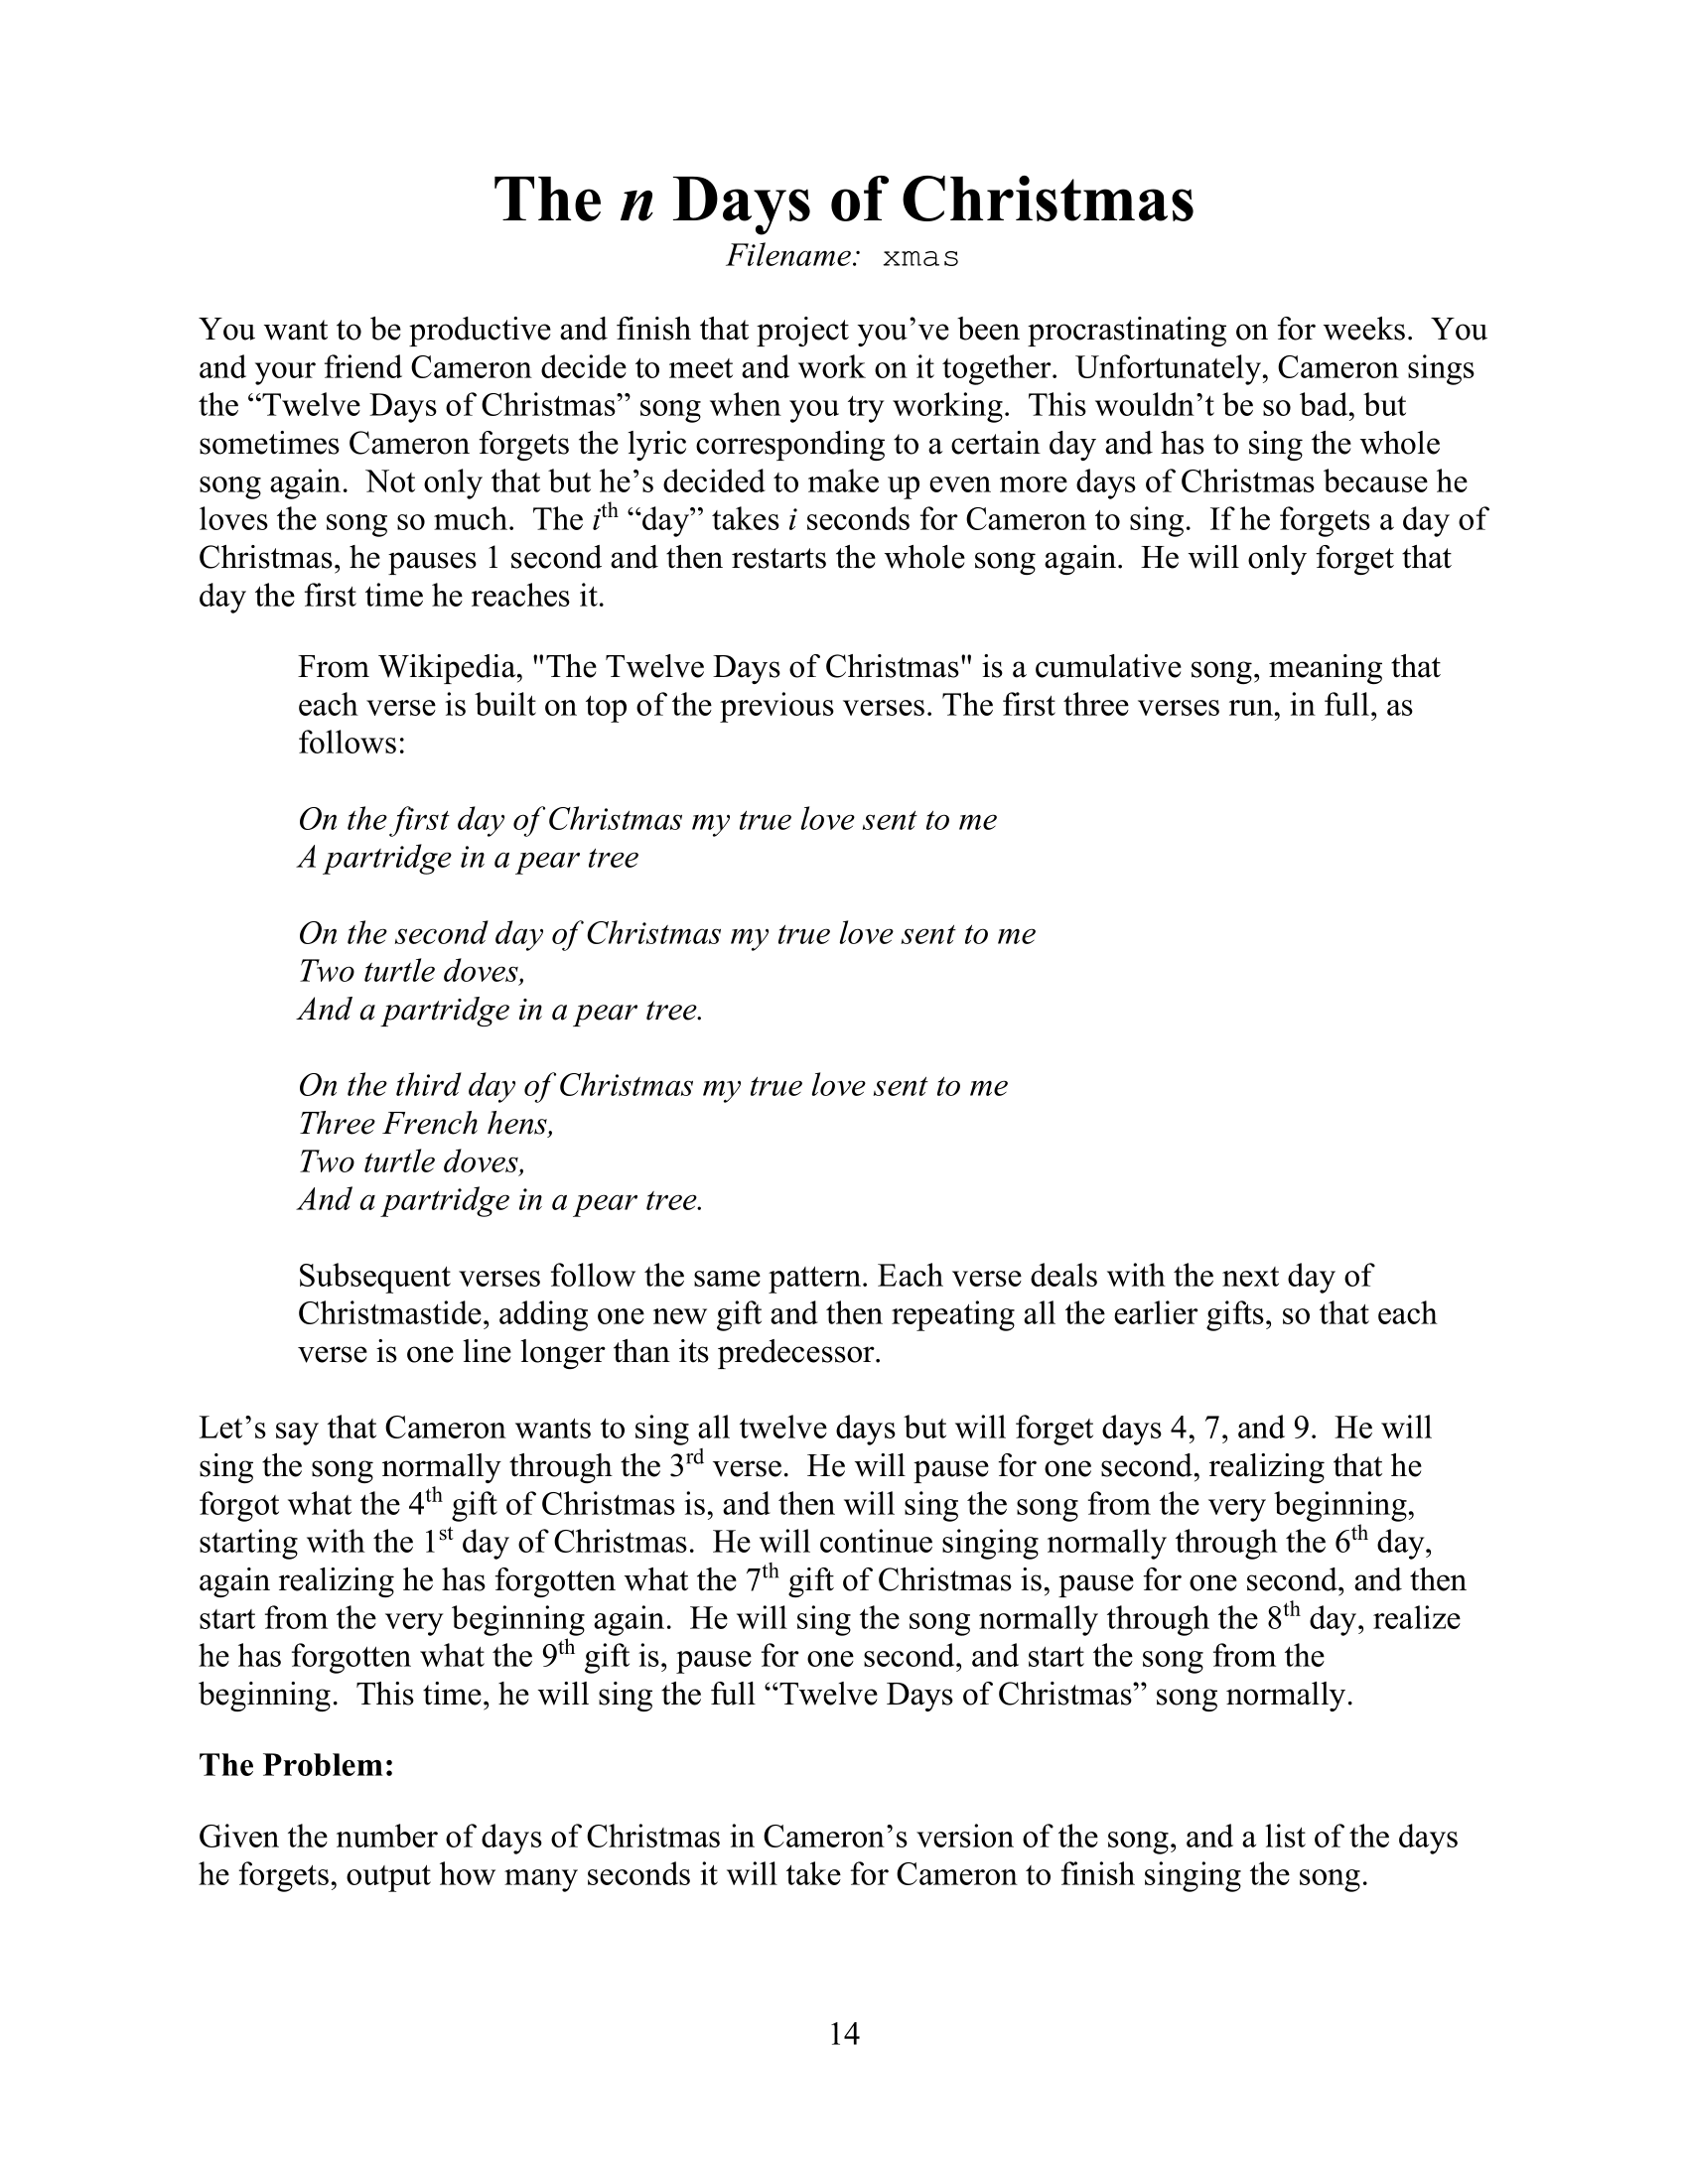 The n Days of Christmas
Filename: xmas
You want to be productive and finish that project you’ve been procrastinating on for weeks. You
and your friend Cameron decide to meet and work on it together. Unfortunately, Cameron sings
the “Twelve Days of Christmas” song when you try working. This wouldn’t be so bad, but
sometimes Cameron forgets the lyric corresponding to a certain day and has to sing the whole
song again. Not only that but he’s decided to make up even more days of Christmas because he
loves the song so much. The ith “day” takes i seconds for Cameron to sing. If he forgets a day of
Christmas, he pauses 1 second and then restarts the whole song again. He will only forget that
day the first time he reaches it.
From Wikipedia, "The Twelve Days of Christmas" is a cumulative song, meaning that
each verse is built on top of the previous verses. The first three verses run, in full, as
follows:
On the first day of Christmas my true love sent to me
A partridge in a pear tree
On the second day of Christmas my true love sent to me
Two turtle doves,
And a partridge in a pear tree.
On the third day of Christmas my true love sent to me
Three French hens,
Two turtle doves,
And a partridge in a pear tree.
Subsequent verses follow the same pattern. Each verse deals with the next day of
Christmastide, adding one new gift and then repeating all the earlier gifts, so that each
verse is one line longer than its predecessor.
Let’s say that Cameron wants to sing all twelve days but will forget days 4, 7, and 9. He will
sing the song normally through the 3rd verse. He will pause for one second, realizing that he
forgot what the 4th gift of Christmas is, and then will sing the song from the very beginning,
starting with the 1st day of Christmas. He will continue singing normally through the 6th day,
again realizing he has forgotten what the 7th gift of Christmas is, pause for one second, and then
start from the very beginning again. He will sing the song normally through the 8th day, realize
he has forgotten what the 9th gift is, pause for one second, and start the song from the
beginning. This time, he will sing the full “Twelve Days of Christmas” song normally.
The Problem:
Given the number of days of Christmas in Cameron’s version of the song, and a list of the days
he forgets, output how many seconds it will take for Cameron to finish singing the song.
14